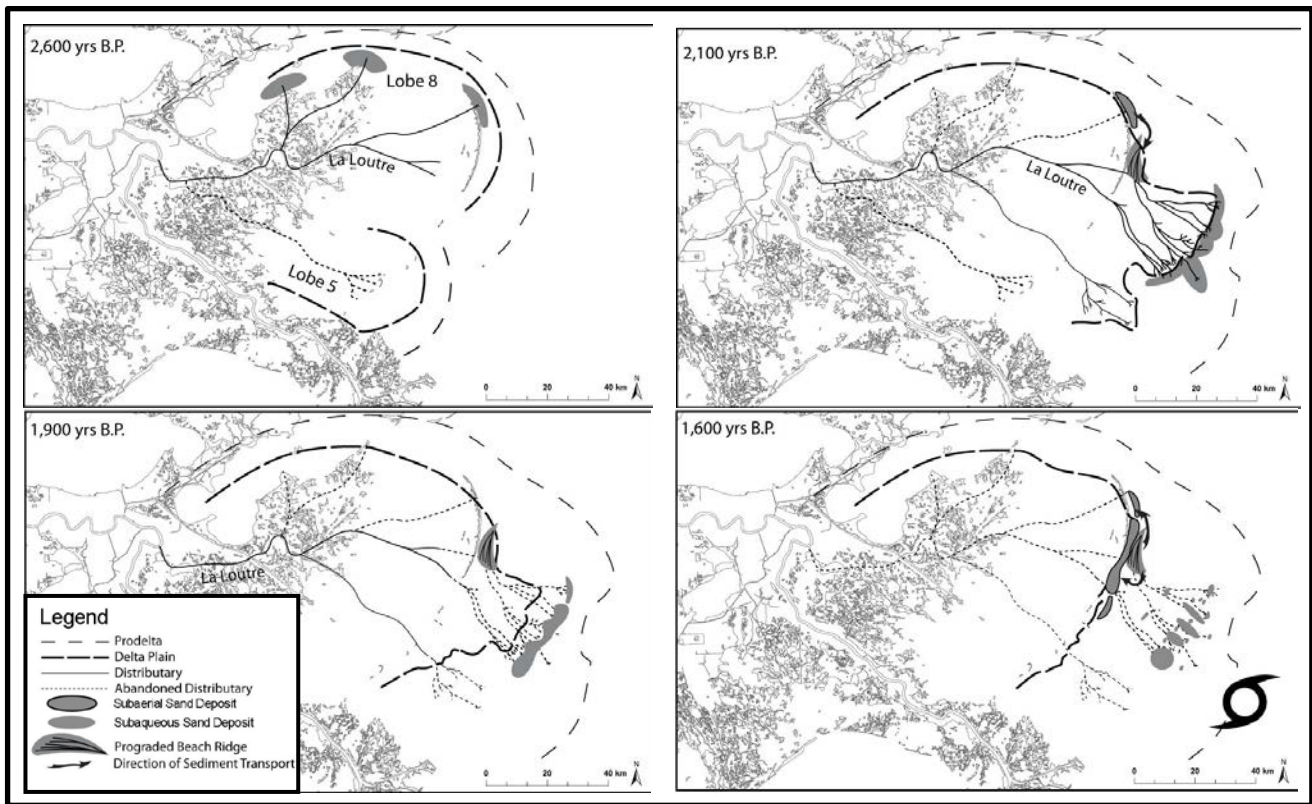 2,600 yrs B.P.
Lobe 8
La Loutre
Lobe 5
0 20 40 km
N
2,100 yrs B.P.
La Loutre
0 20 40 km
N
1,900 yrs B.P.
La Loutre
0 20 40 km
N
Legend
Prodelta
Delta Plain
Distributary
Abandoned Distributary
Subaerial Sand Deposit
Subaqueous Sand Deposit
Prograded Beach Ridge
Direction of Sediment Transport
1,600 yrs B.P.
0 20 40 km
N